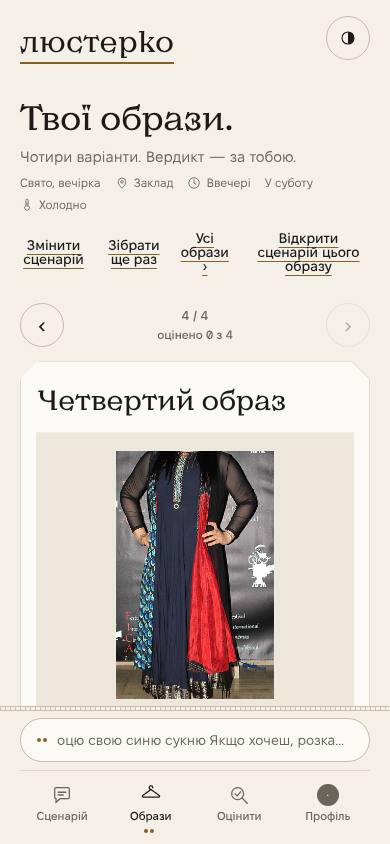 люстерко
Твої образи.
Чотири варіанти. Вердикт — за тобою.
Свято, вечірка Заклад Ввечері У суботу
Холодно
Змінити сценарій
Зібрати ще раз
Усі образи ›
Відкрити сценарій цього образу
4 / 4
оцінено 0 з 4
Четвертий образ
оцю свою синю сукню Якщо хочеш, розка...
Сценарій Образи Оцінити Профіль